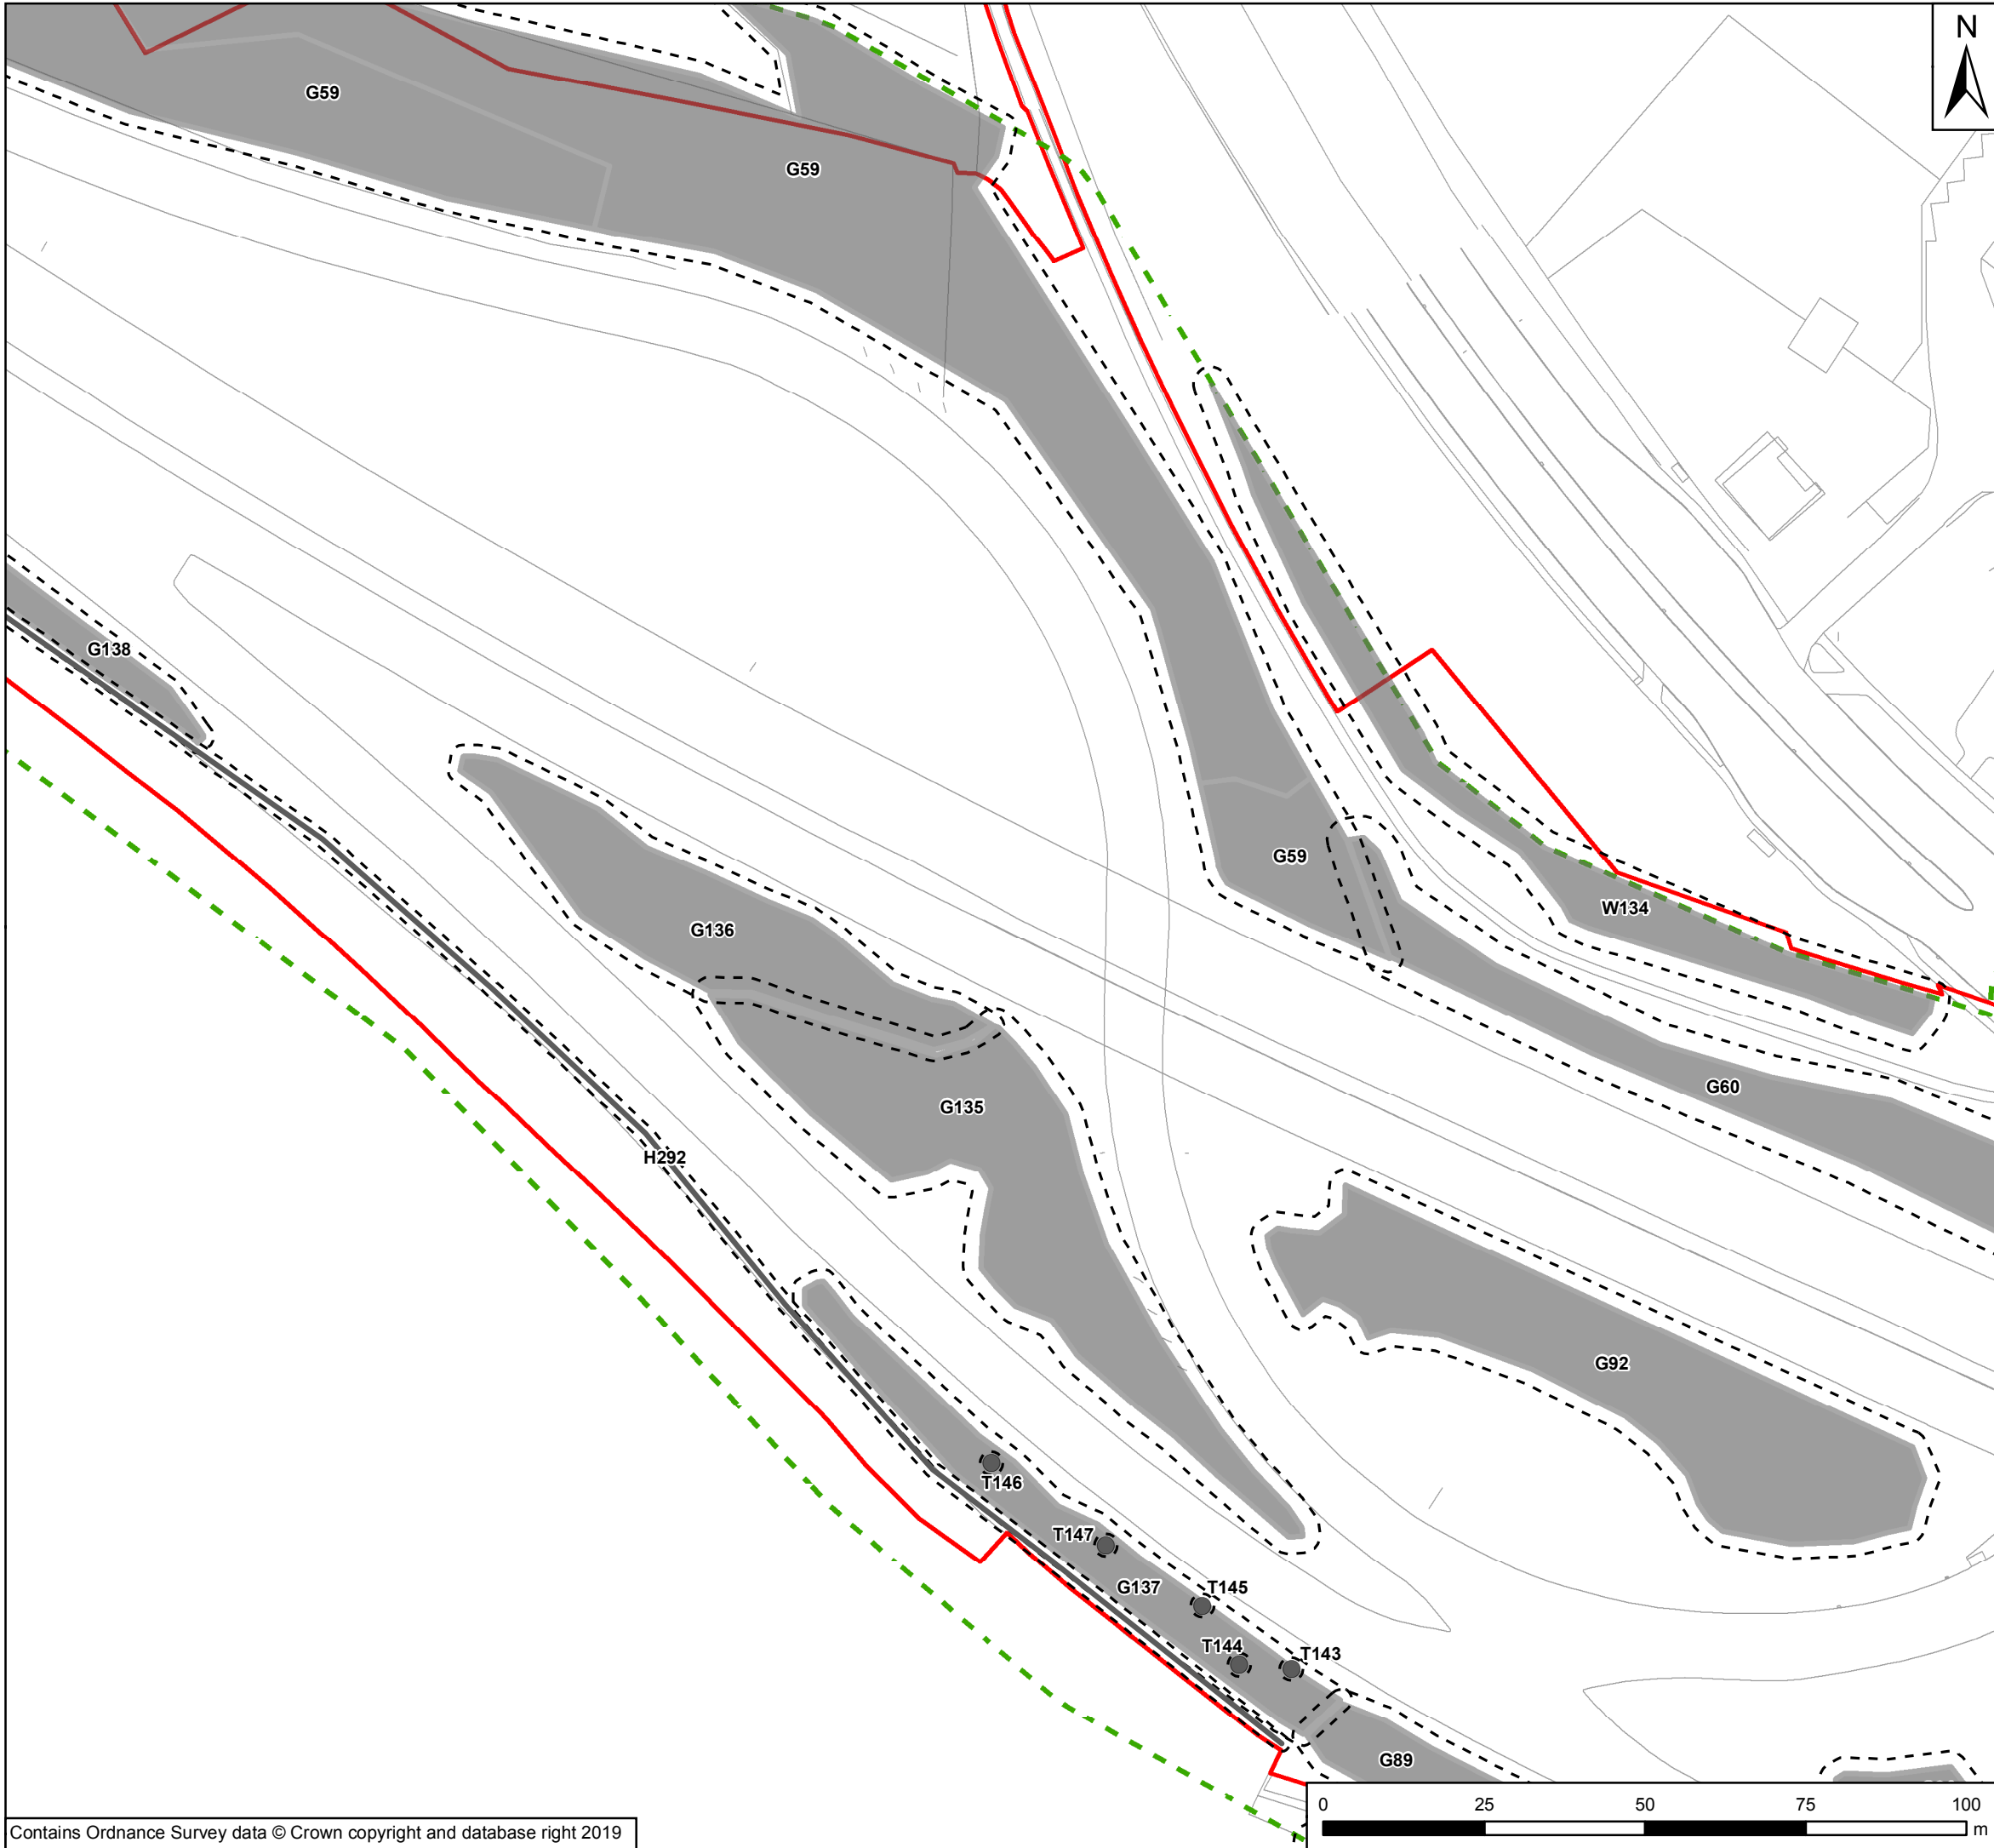 N
G59
G59
G138
G59
W134
G136
G60
G135
H292
G92
T146
T147
G137
T145
T144
T143
G89
0 25 50 75 100
m
Contains Ordnance Survey data © Crown copyright and database right 2019